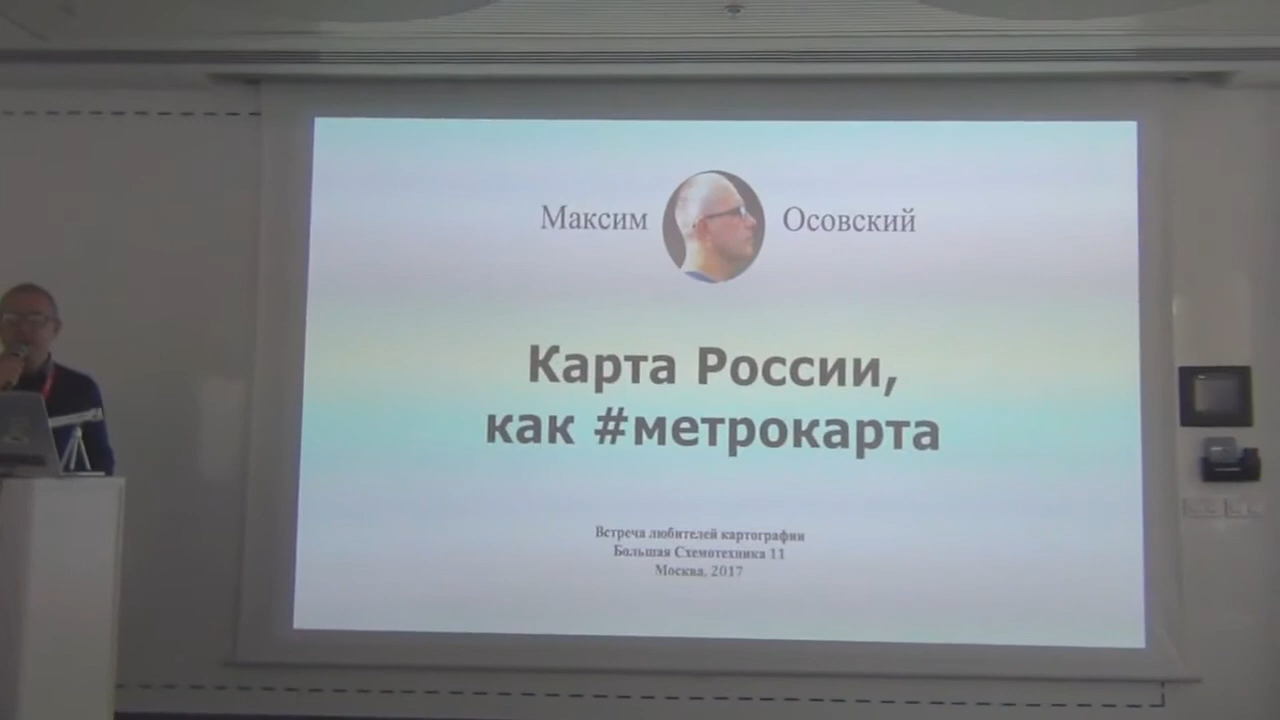 Максим Осовский
Карта России,
как #метрокарта
Встреча любителей картографии
Большая Схемотехника 11
Москва, 2017